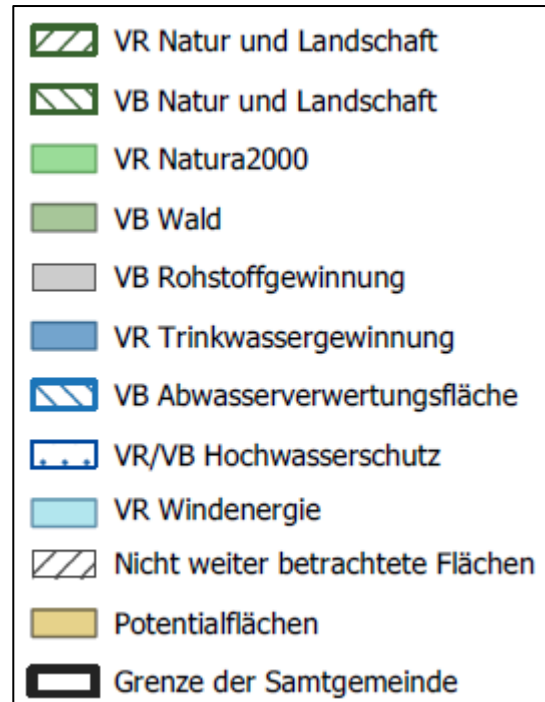 VR Natur und Landschaft
VB Natur und Landschaft
VR Natura2000
VB Wald
VB Rohstoffgewinnung
VR Trinkwassergewinnung
VB Abwasserverwertungsfläche
VR/VB Hochwasserschutz
VR Windenergie
Nicht weiter betrachtete Flächen
Potentialflächen
Grenze der Samtgemeinde